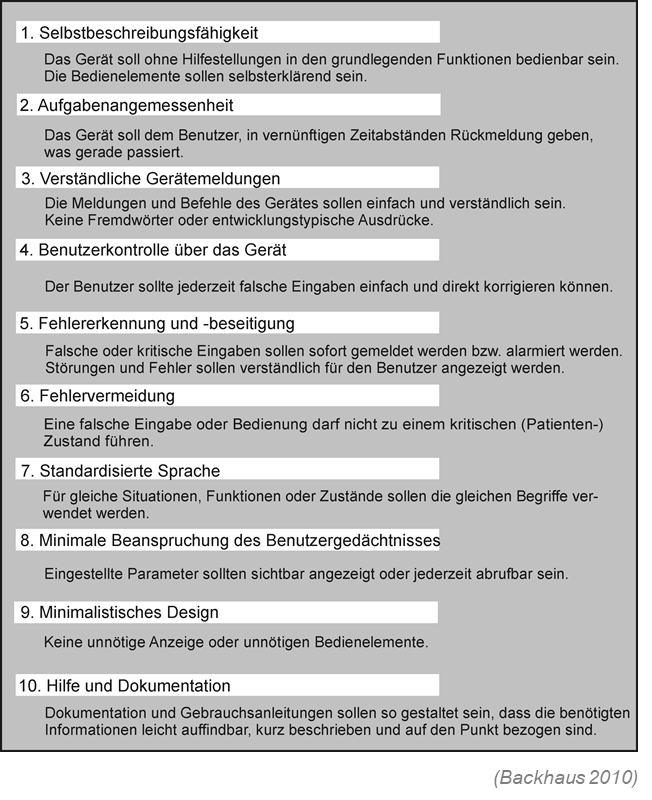 1. Selbstbeschreibungsfähigkeit
Das Gerät soll ohne Hilfestellungen in den grundlegenden Funktionen bedienbar sein.
Die Bedienelemente sollen selbsterklärend sein.
2. Aufgabenangemessenheit
Das Gerät soll dem Benutzer, in vernünftigen Zeitabständen Rückmeldung geben,
was gerade passiert.
3. Verständliche Gerätemeldungen
Die Meldungen und Befehle des Gerätes sollen einfach und verständlich sein.
Keine Fremdwörter oder entwicklungstypische Ausdrücke.
4. Benutzerkontrolle über das Gerät
Der Benutzer sollte jederzeit falsche Eingaben einfach und direkt korrigieren können.
5. Fehlererkennung und -beseitigung
Falsche oder kritische Eingaben sollen sofort gemeldet werden bzw. alarmiert werden.
Störungen und Fehler sollen verständlich für den Benutzer angezeigt werden.
6. Fehlervermeidung
Eine falsche Eingabe oder Bedienung darf nicht zu einem kritischen (Patienten-)
Zustand führen.
7. Standardisierte Sprache
Für gleiche Situationen, Funktionen oder Zustände sollen die gleichen Begriffe ver-
wendet werden.
8. Minimale Beanspruchung des Benutzergedächtnisses
Eingestellte Parameter sollten sichtbar angezeigt oder jederzeit abrufbar sein.
9. Minimalistisches Design
Keine unnötige Anzeige oder unnötigen Bedienelemente.
10. Hilfe und Dokumentation
Dokumentation und Gebrauchsanleitungen sollen so gestaltet sein, dass die benötigten
Informationen leicht auffindbar, kurz beschrieben und auf den Punkt bezogen sind.
(Backhaus 2010)